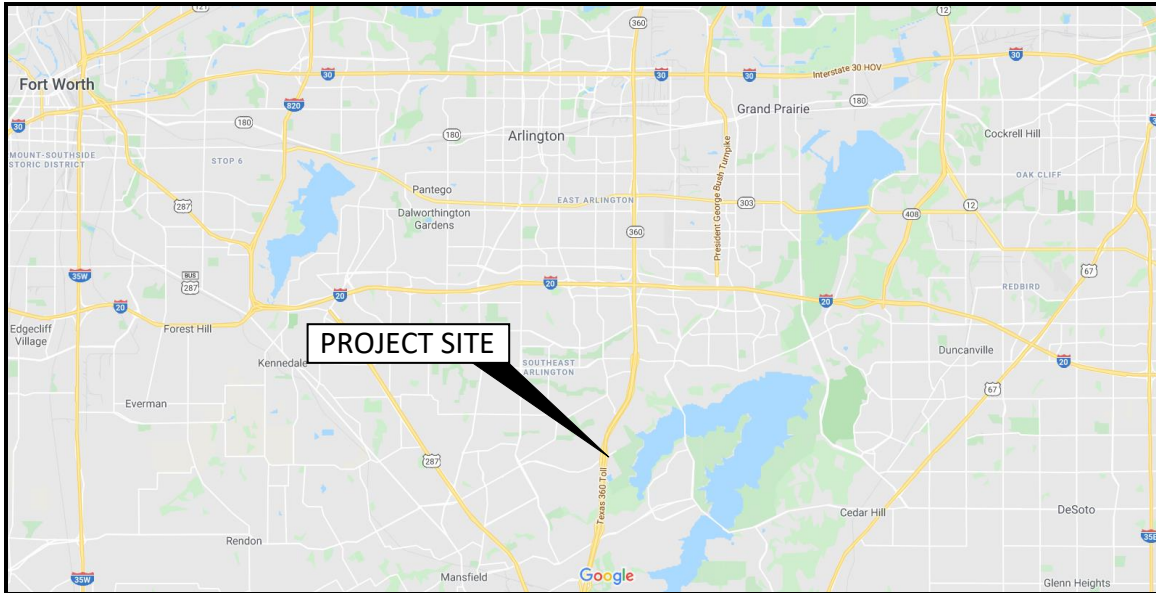 121
360
12
30
30
30
Interstate 30 HOV
30
Fort Worth
820
Grand Prairie
180
30
180
180
Arlington
Cockrell Hill
MOUNT-SOUTHSIDE
STORIC DISTRICT
STOP 6
OAK CLIFF
Pantego
President George Bush Turnpike
EAST ARLINGTON
303
12
287
Dalworthington
Gardens
408
360
35W
BUS
287
67
20
REDBIRD
20
20
20
Edgecliff
Village
Forest Hill
PROJECT SITE
Kennedale
SOUTHEAST
ARLINGTON
Duncanville
20
67
Everman
287
Texas 360 Toll
Cedar Hill
DeSoto
Rendon
35E
35W
Mansfield
Google
Glenn Heights